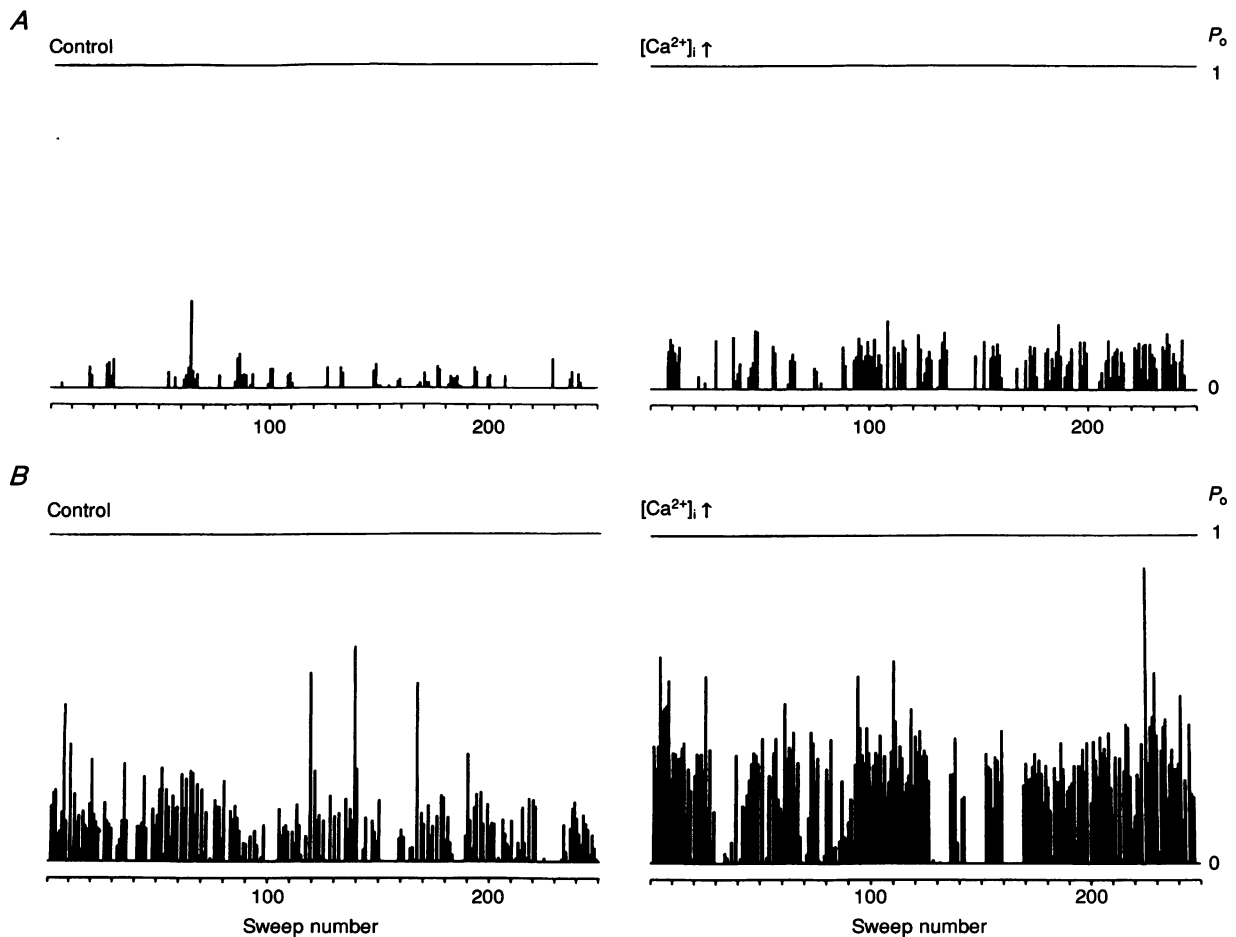 A
Control
[Ca²⁺]ᵢ ↑
Pₒ
1
0
100 200
100 200
B
Control
[Ca²⁺]ᵢ ↑
Pₒ
1
0
100 200
100 200
Sweep number
Sweep number